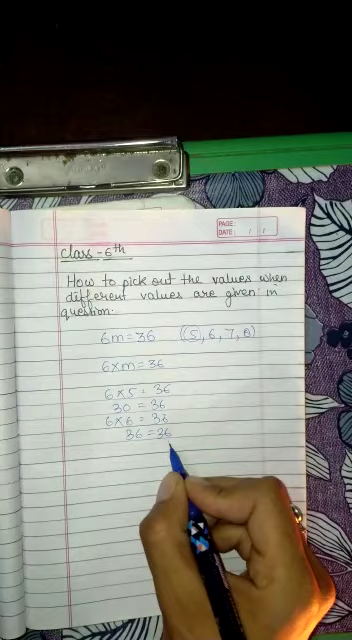 PAGE:
DATE: / /
Class - 6th
How to pick out the values when
different values are given in
question.
6m = 36 (5, 6, 7, 8)
6×m = 36
6×5 = 36
30 = 36
6×6 = 36
36 = 36